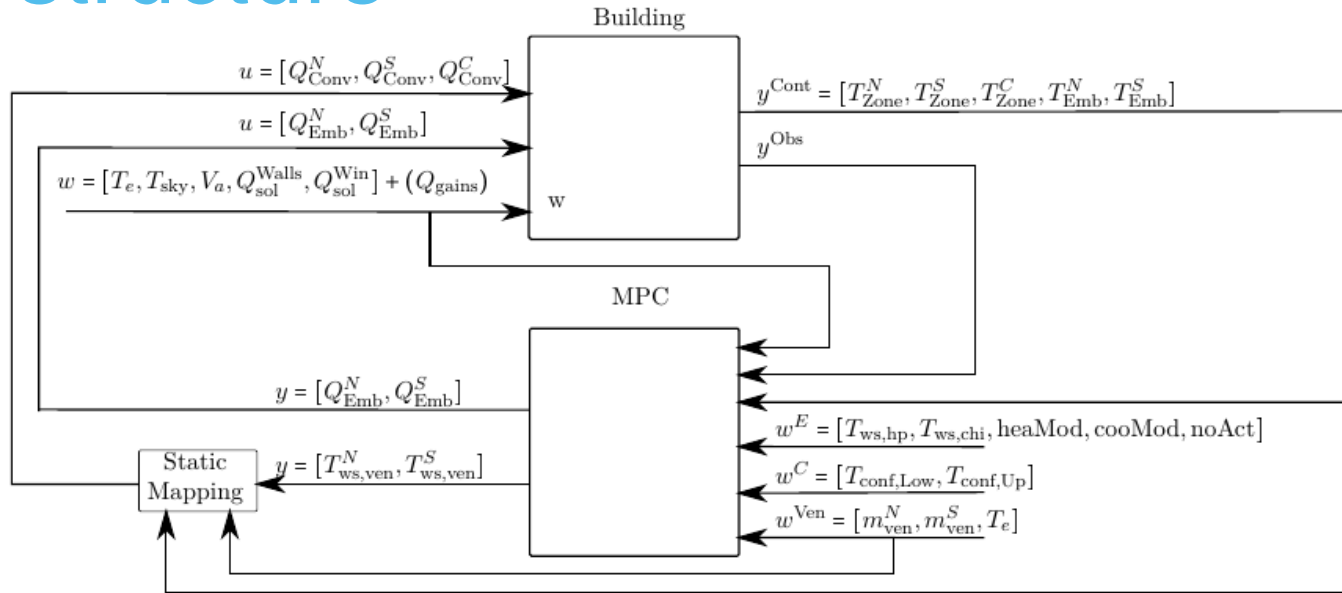 Structure
Building
u = [Q^N_Conv, Q^S_Conv, Q^C_Conv]
y^Cont = [T^N_Zone, T^S_Zone, T^C_Zone, T^N_Emb, T^S_Emb]
u = [Q^N_Emb, Q^S_Emb]
y^Obs
w = [T_e, T_sky, V_a, Q^Walls_sol, Q^Win_sol] + (Q_gains)
w
MPC
y = [Q^N_Emb, Q^S_Emb]
w^E = [T_ws,hp, T_ws,chi, heaMod, cooMod, noAct]
Static
Mapping
y = [T^N_ws,ven, T^S_ws,ven]
w^C = [T_conf,Low, T_conf,Up]
w^Ven = [m^N_ven, m^S_ven, T_e]